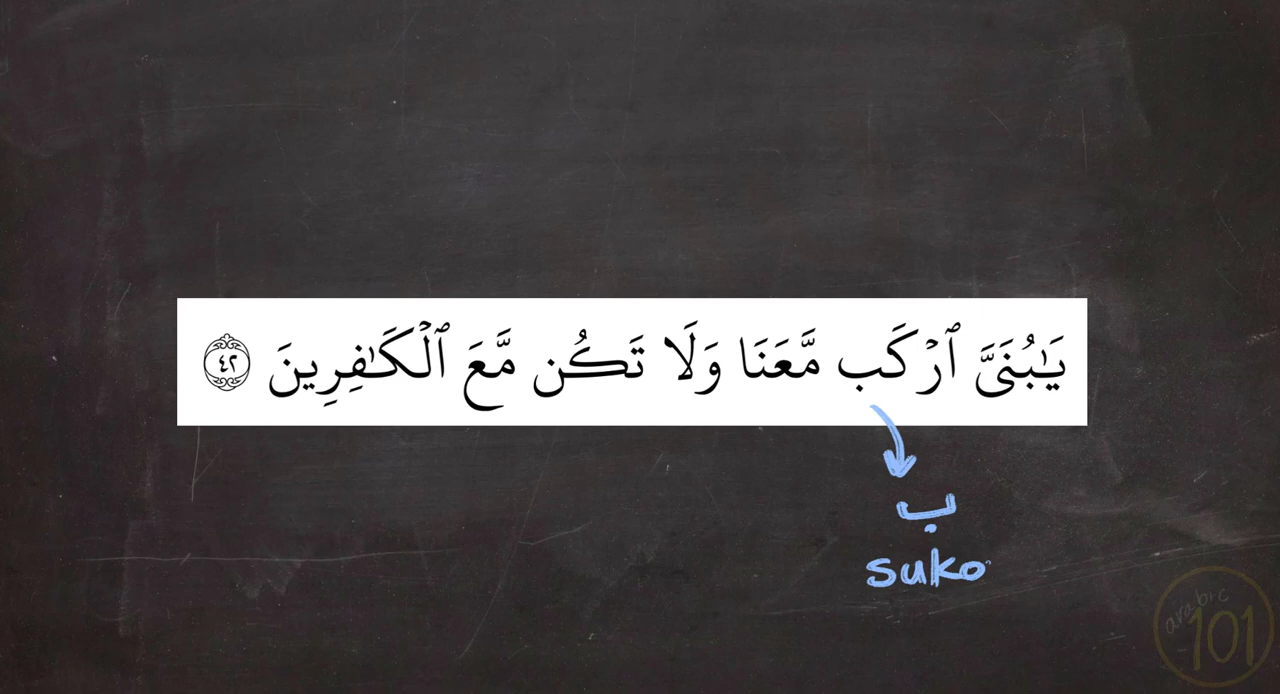 يَٰبُنَىَّ ٱرۡكَب مَّعَنَا وَلَا تَكُن مَّعَ ٱلۡكَٰفِرِينَ ٤٢
ب
suko
arabic
101